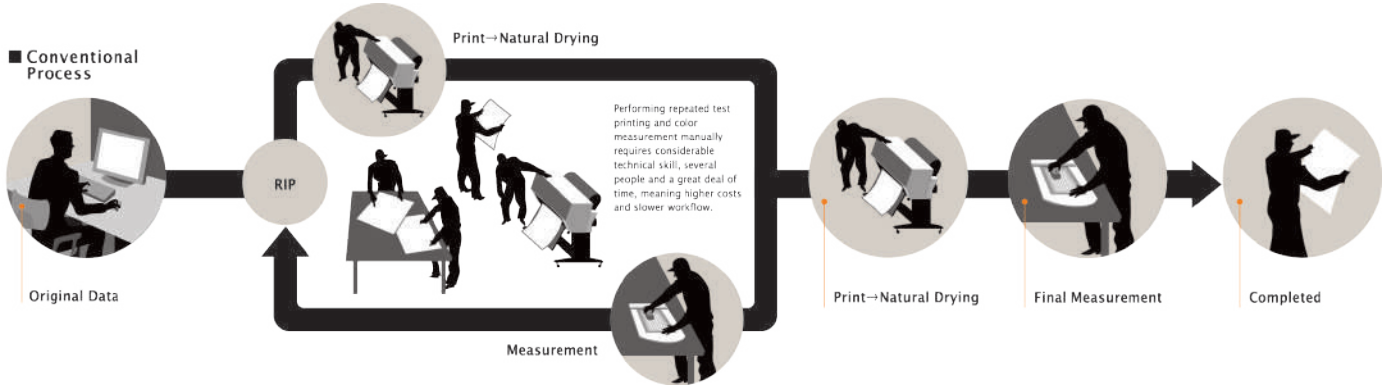 ■ Conventional
Process
Print→Natural Drying
RIP
Performing repeated test
printing and color
measurement manually
requires considerable
technical skill, several
people and a great deal of
time, meaning higher costs
and slower workflow.
Original Data
Measurement
Print→Natural Drying
Final Measurement
Completed